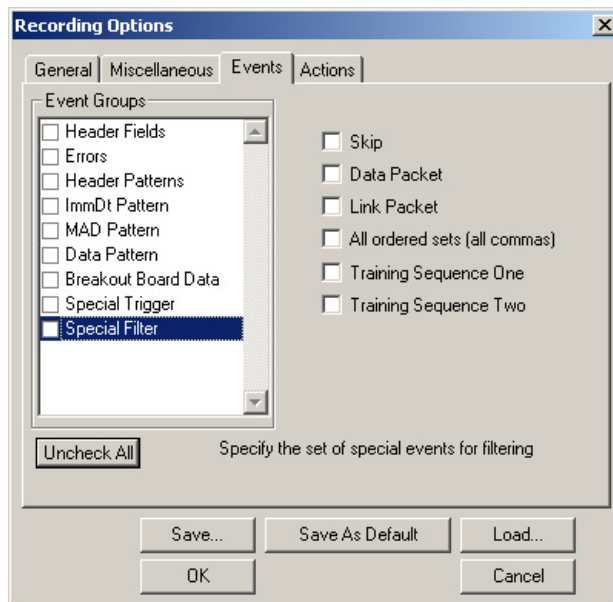 Recording Options
General Miscellaneous Events Actions
Event Groups
Header Fields
Errors
Header Patterns
ImmDt Pattern
MAD Pattern
Data Pattern
Breakout Board Data
Special Trigger
Special Filter
Skip
Data Packet
Link Packet
All ordered sets (all commas)
Training Sequence One
Training Sequence Two
Uncheck All
Specify the set of special events for filtering
Save... Save As Default Load...
OK Cancel